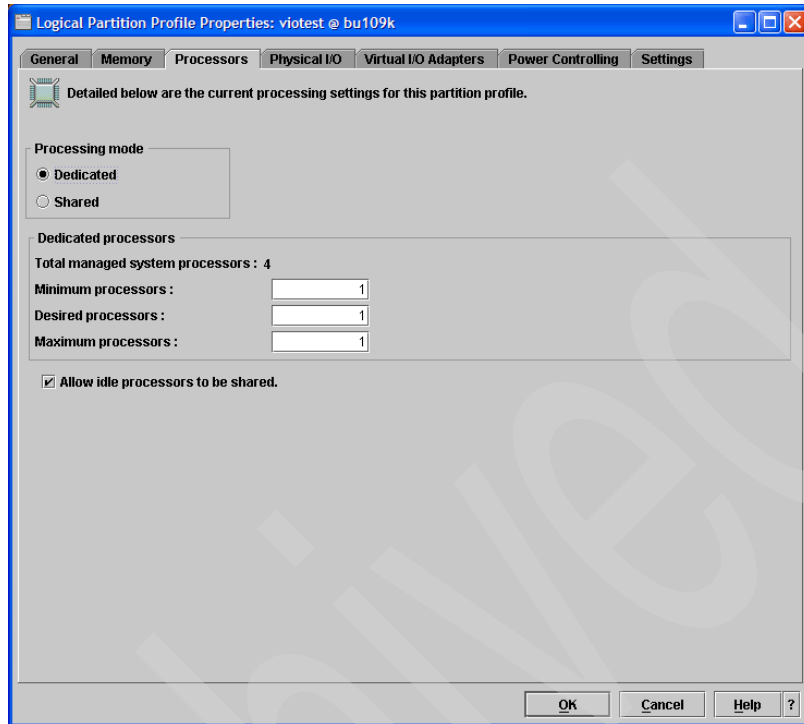 Logical Partition Profile Properties: viotest @ bu109k
General Memory Processors Physical I/O Virtual I/O Adapters Power Controlling Settings
Detailed below are the current processing settings for this partition profile.
Processing mode
Dedicated
Shared
Dedicated processors
Total managed system processors : 4
Minimum processors : 1
Desired processors : 1
Maximum processors : 1
Allow idle processors to be shared.
OK Cancel Help ?